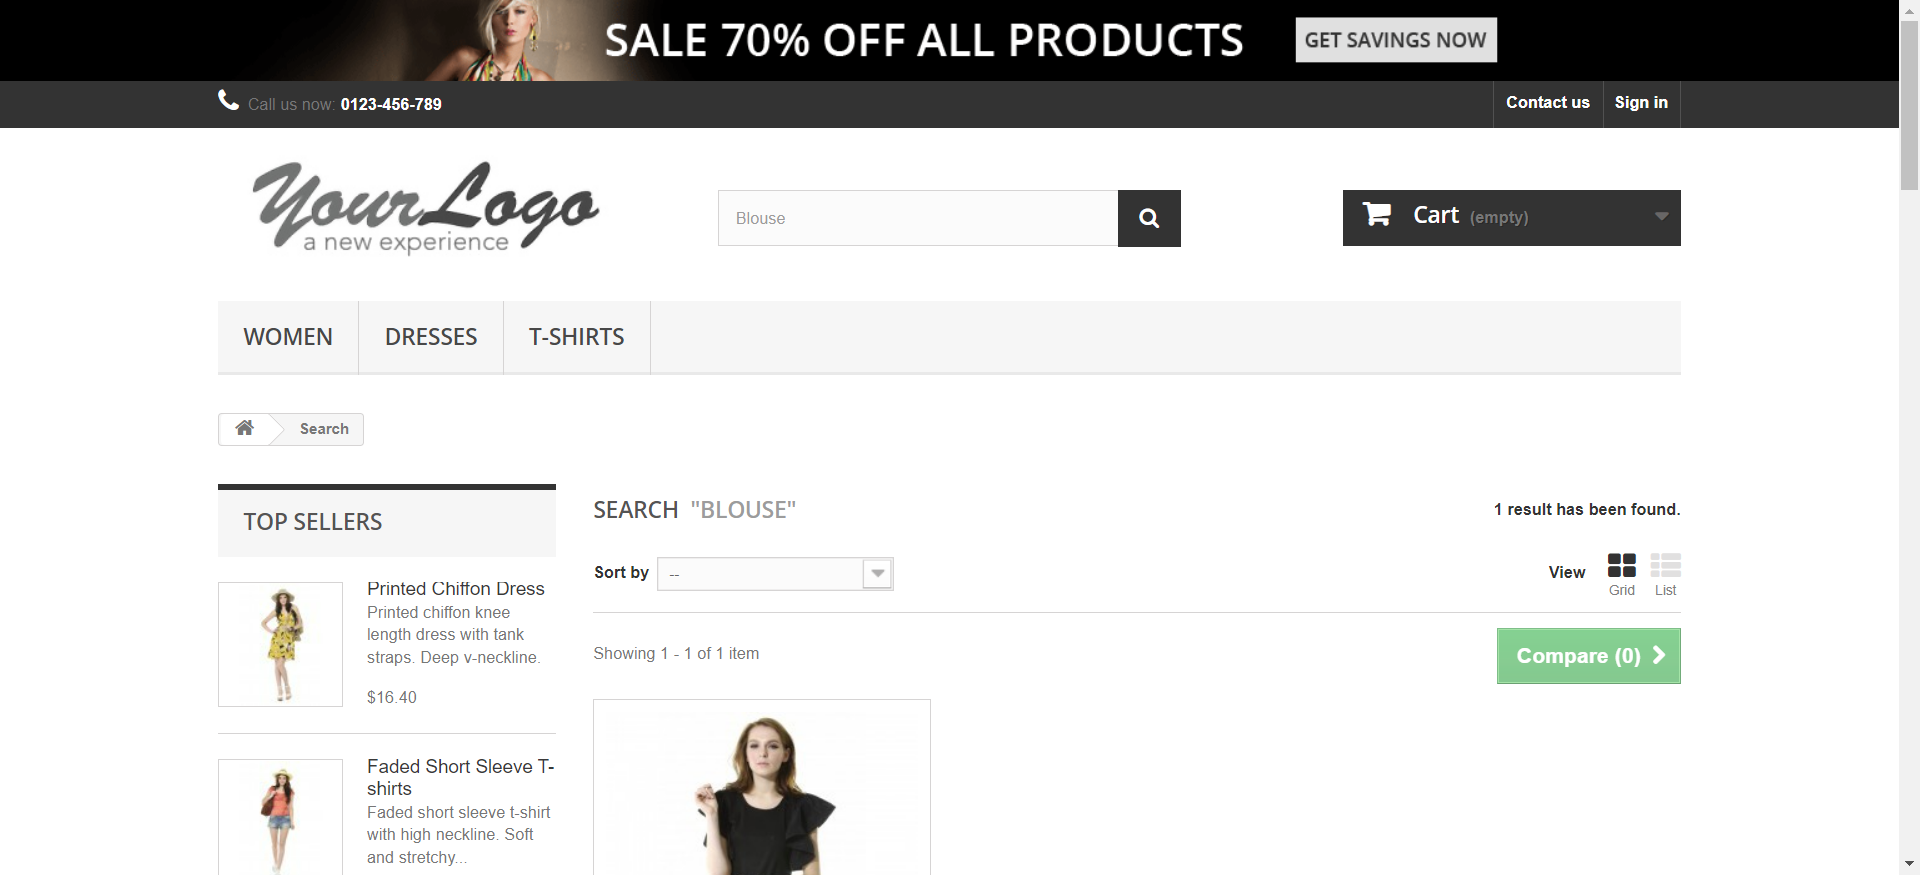 SALE 70% OFF ALL PRODUCTS
GET SAVINGS NOW
Call us now: 0123-456-789
Contact us
Sign in
YourLogo
a new experience
Blouse
Cart (empty)
WOMEN
DRESSES
T-SHIRTS
Search
TOP SELLERS
Printed Chiffon Dress
Printed chiffon knee
length dress with tank
straps. Deep v-neckline.
$16.40
Faded Short Sleeve T-
shirts
Faded short sleeve t-shirt
with high neckline. Soft
and stretchy...
SEARCH "BLOUSE"
1 result has been found.
Sort by
--
View
Grid
List
Showing 1 - 1 of 1 item
Compare (0)